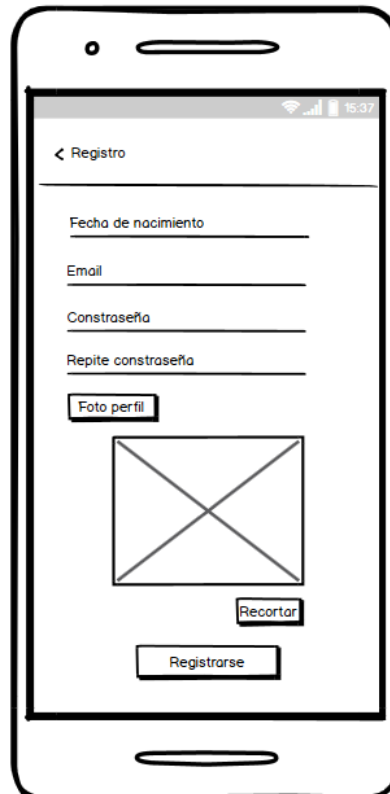 15:37
< Registro
Fecha de nacimiento
Email
Constraseña
Repite constraseña
Foto perfil
Recortar
Registrarse